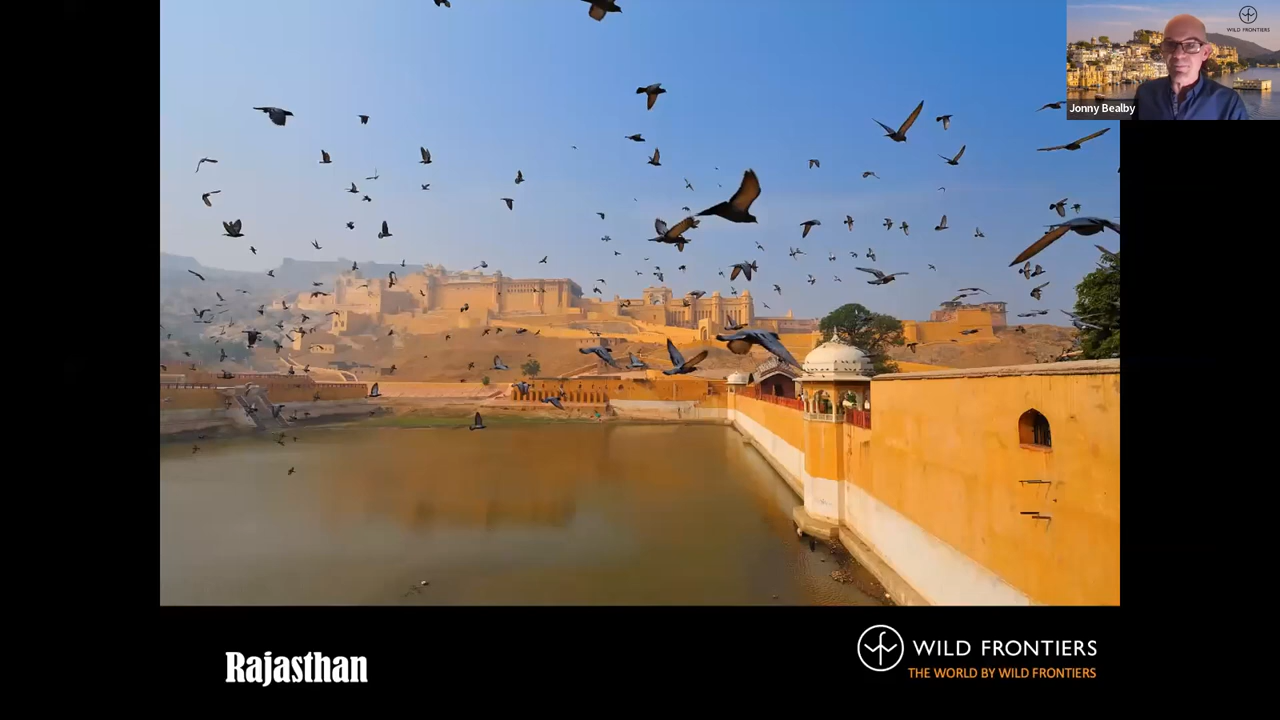 WILD FRONTIERS
Jonny Bealby
Rajasthan
WILD FRONTIERS
THE WORLD BY WILD FRONTIERS